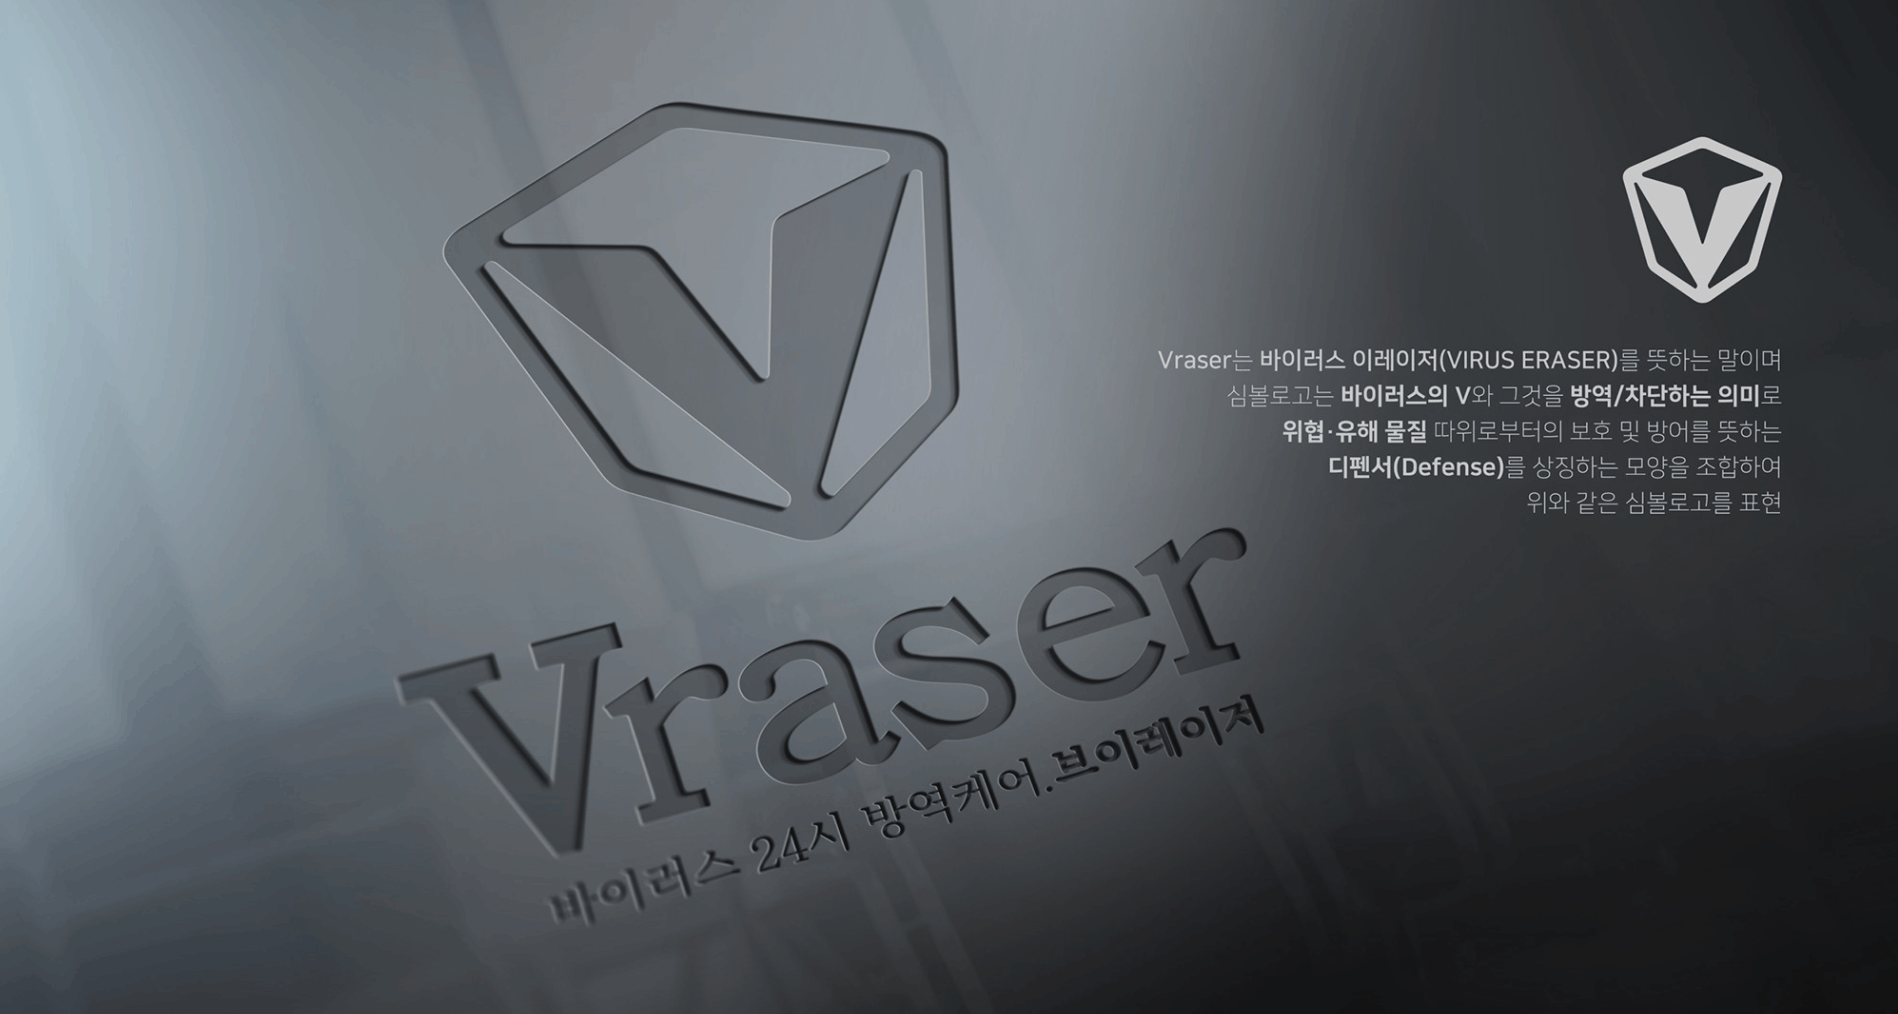 Vraser
바이러스 24시 방역케어.브이레이저
Vraser는 바이러스 이레이저(VIRUS ERASER)를 뜻하는 말이며
심볼로고는 바이러스의 V와 그것을 방역/차단하는 의미로
위협·유해 물질 따위로부터의 보호 및 방어를 뜻하는
디펜서(Defense)를 상징하는 모양을 조합하여
위와 같은 심볼로고를 표현